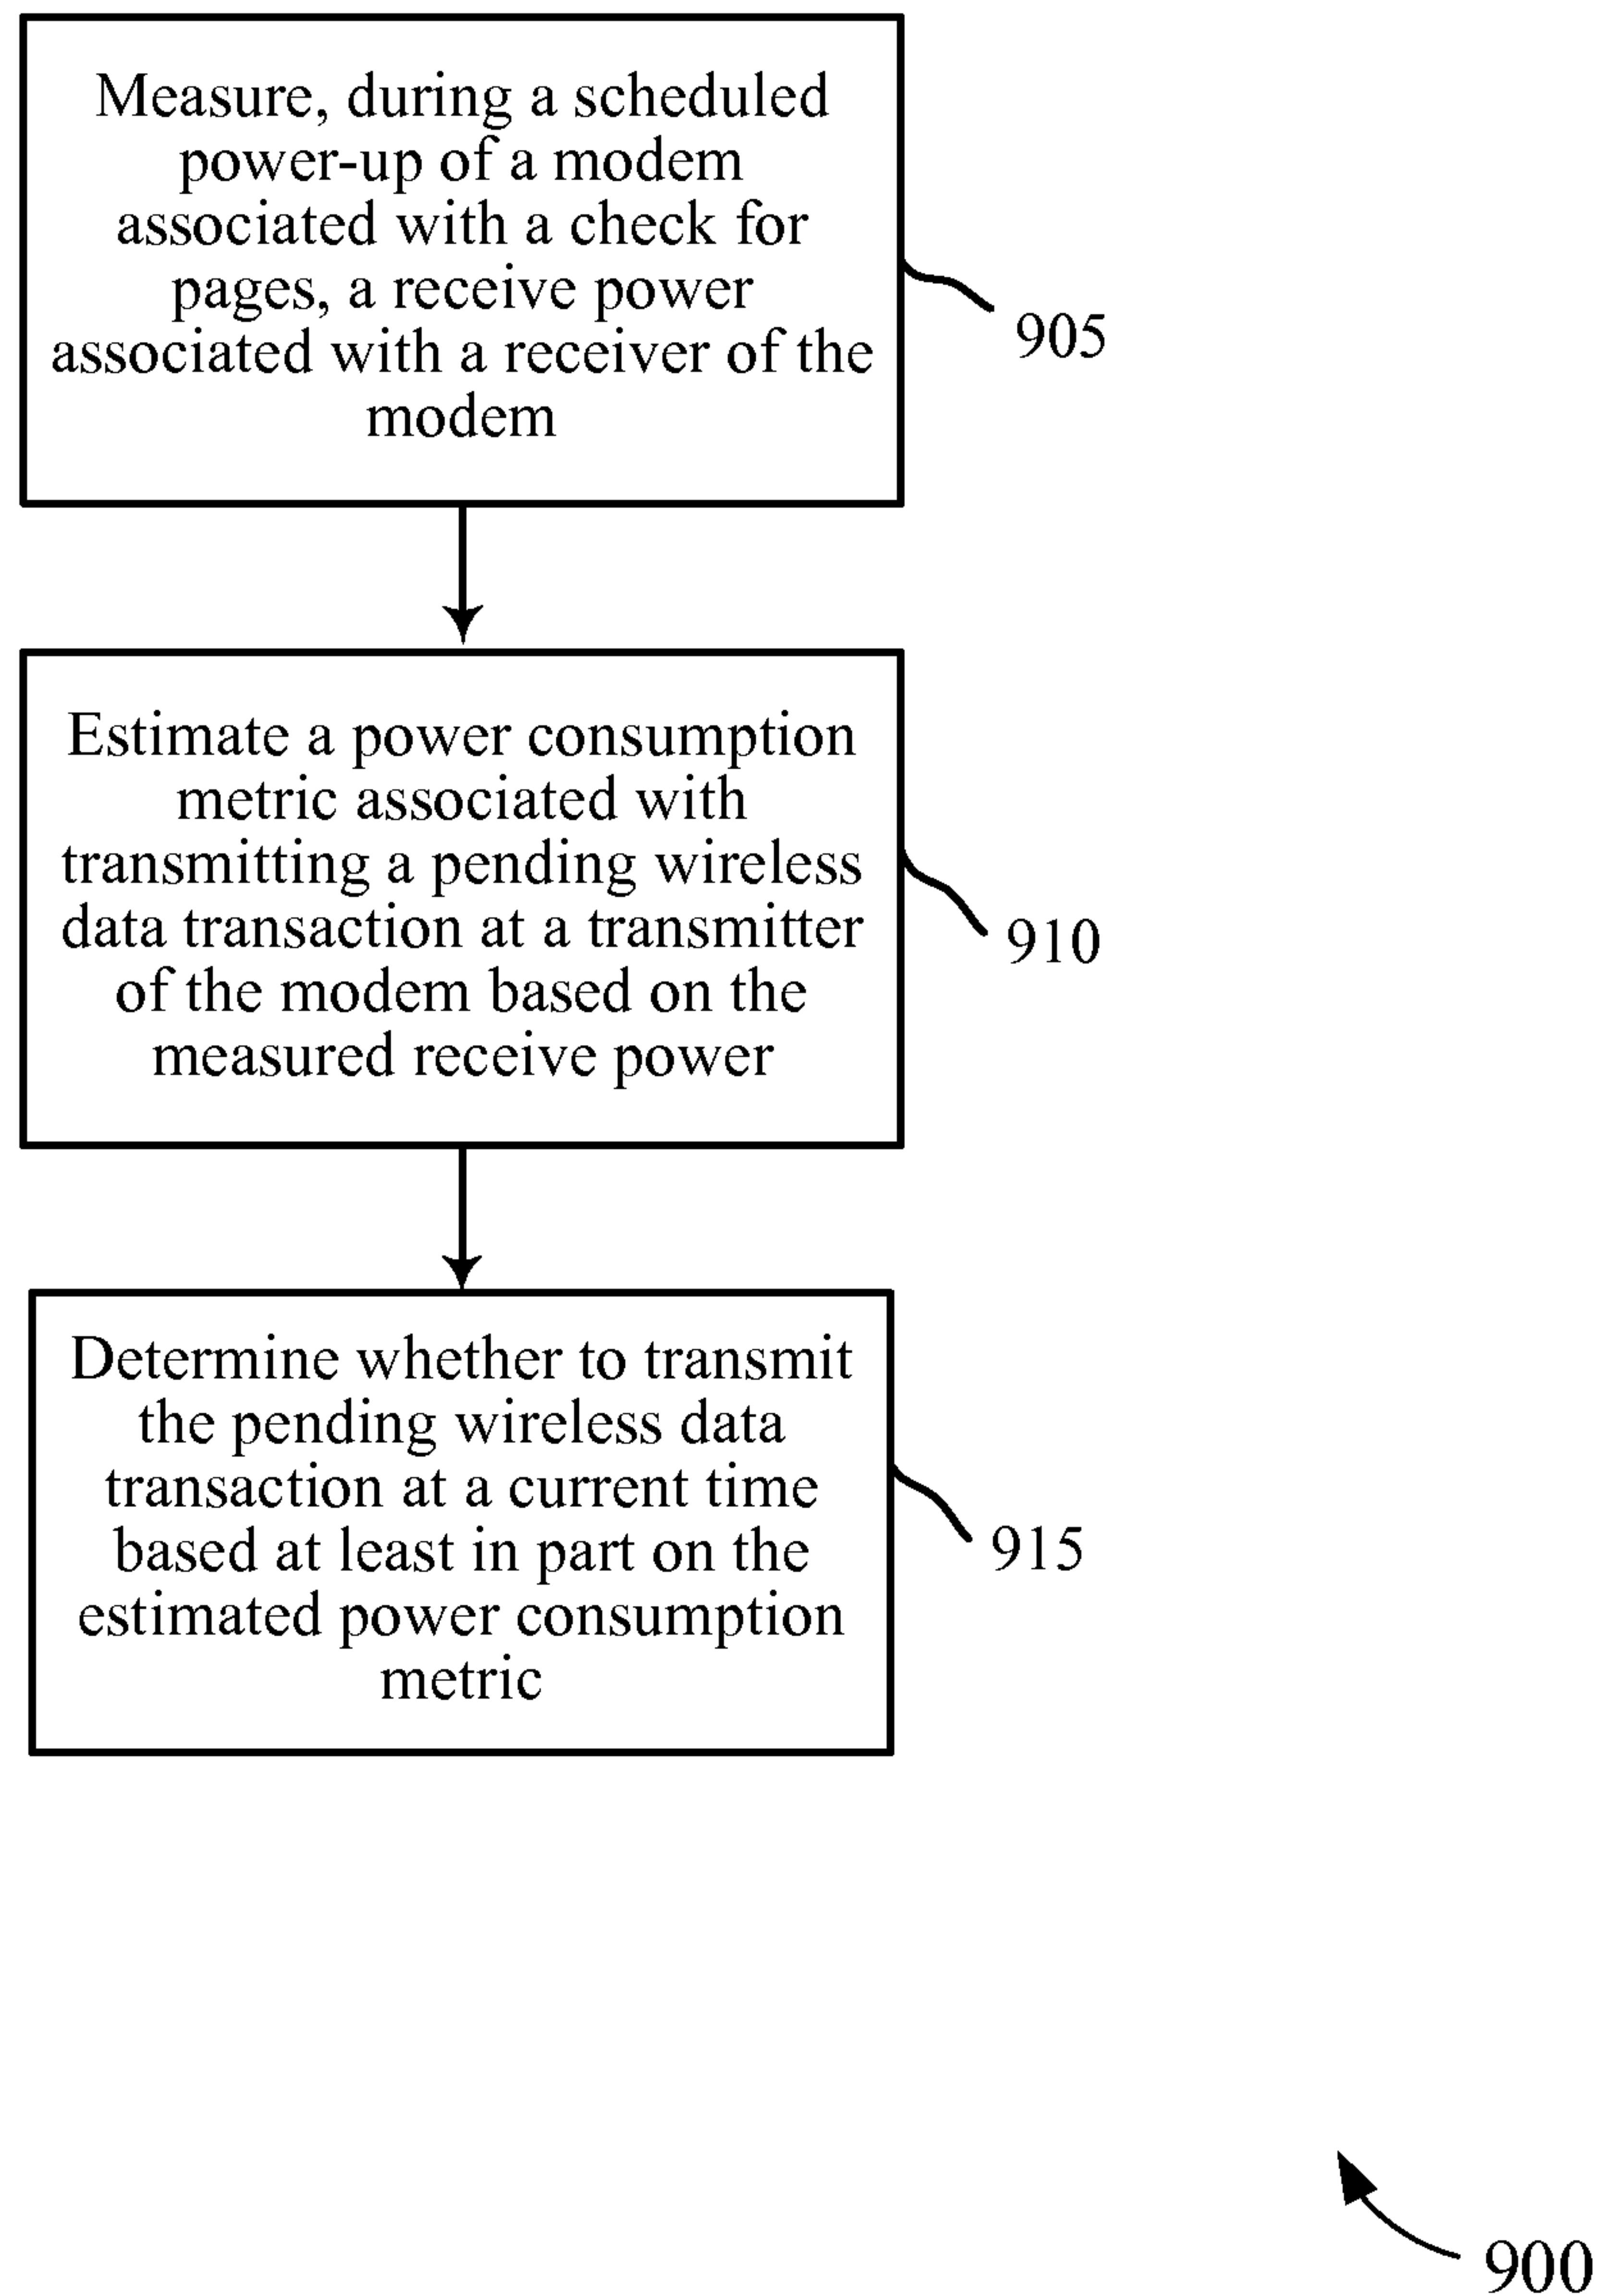 Measure, during a scheduled
power-up of a modem
associated with a check for
pages, a receive power
associated with a receiver of the
modem
905
Estimate a power consumption
metric associated with
transmitting a pending wireless
data transaction at a transmitter
of the modem based on the
measured receive power
910
Determine whether to transmit
the pending wireless data
transaction at a current time
based at least in part on the
estimated power consumption
metric
915
900